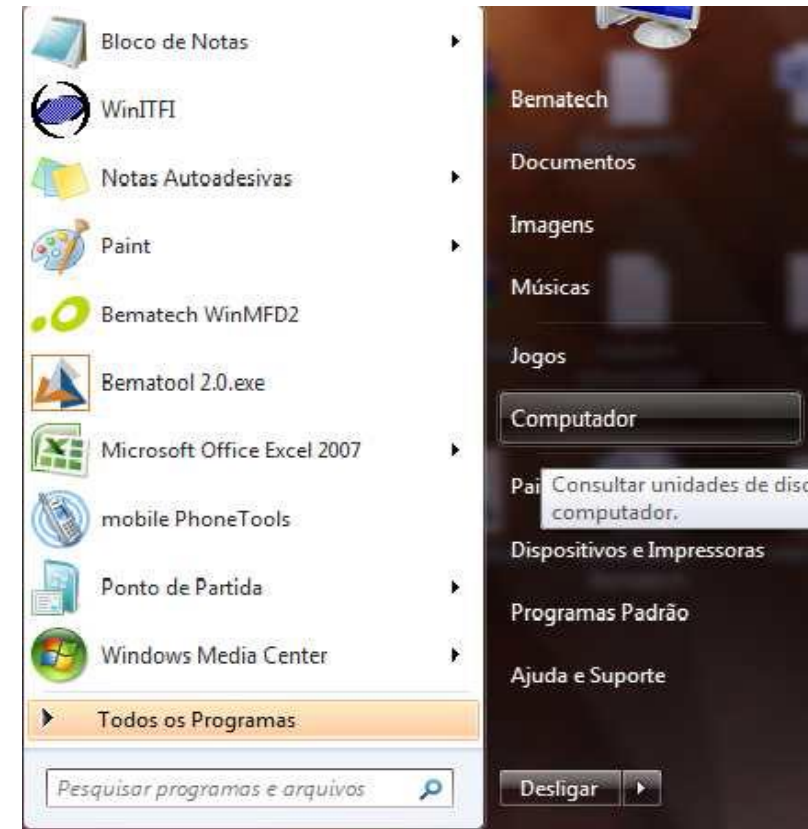 Bloco de Notas
WinITFI
Notas Autoadesivas
Paint
Bematech WinMFD2
Bematool 2.0.exe
Microsoft Office Excel 2007
mobile PhoneTools
Ponto de Partida
Windows Media Center
Todos os Programas
Pesquisar programas e arquivos
Bematech
Documentos
Imagens
Músicas
Jogos
Computador
Consultar unidades de
computador.
Dispositivos e Impressoras
Programas Padrão
Ajuda e Suporte
Desligar